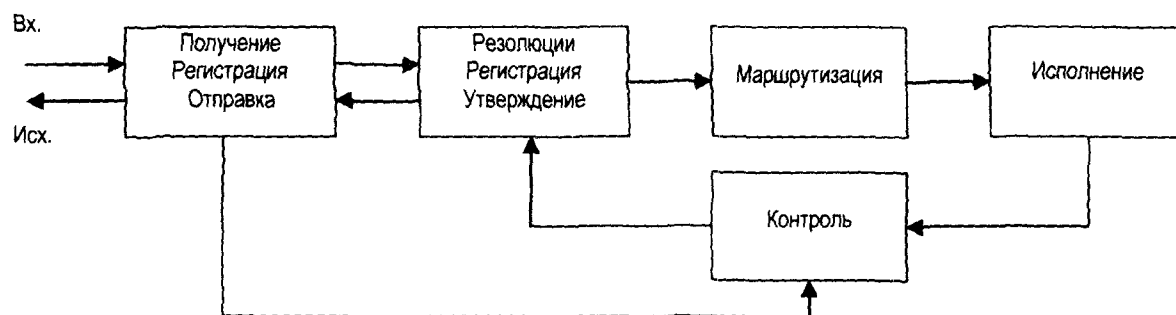 Вх.
Исх.
Получение
Регистрация
Отправка
Резолюции
Регистрация
Утверждение
Маршрутизация
Исполнение
Контроль